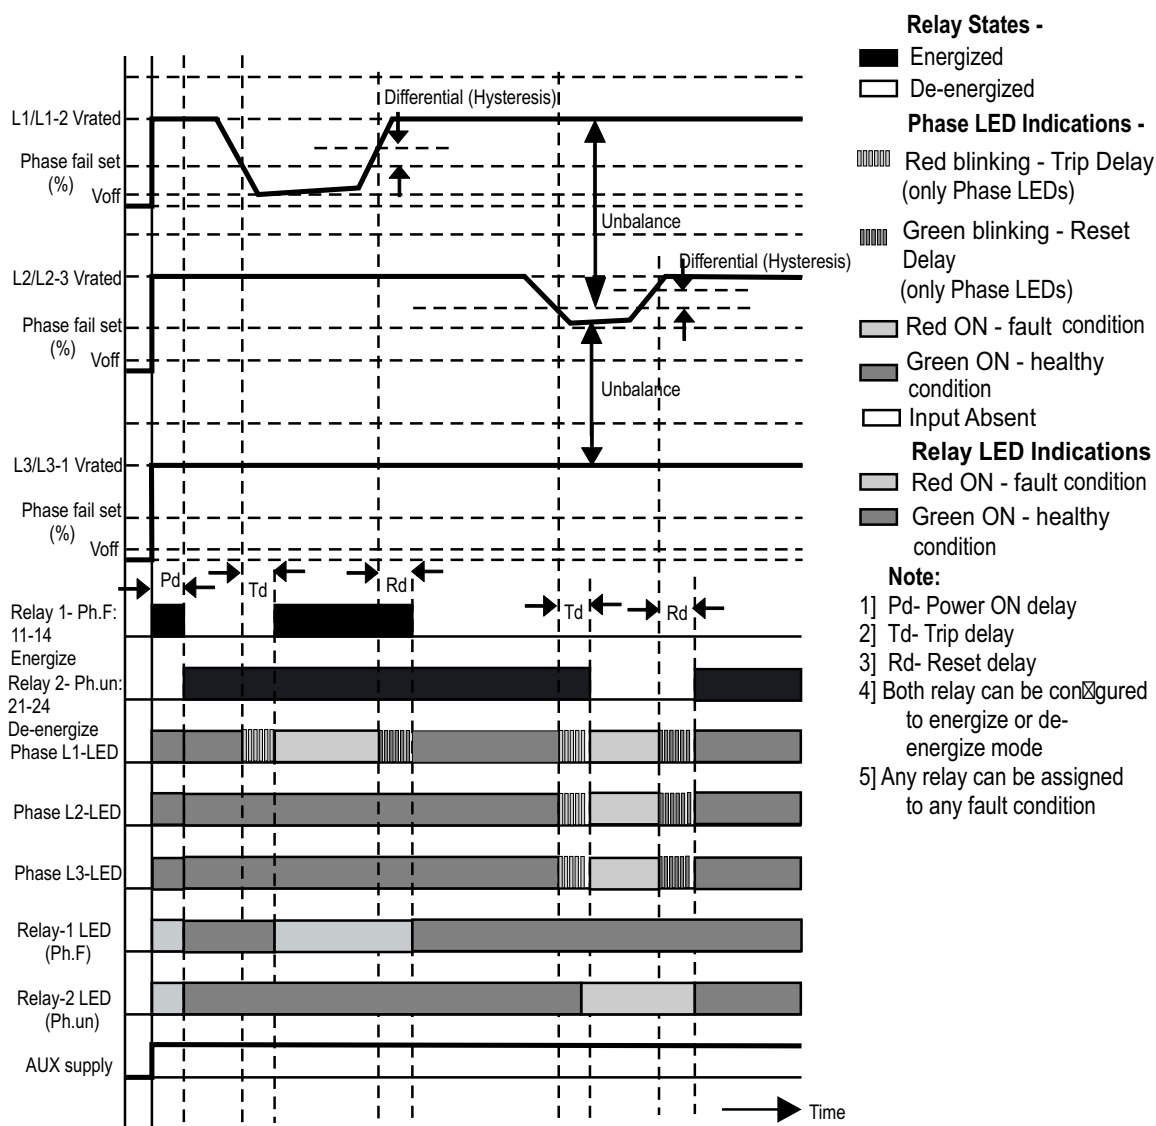 Differential (Hysteresis)
L1/L1-2 Vrated
Phase fail set
(%)
Voff
Unbalance
Differential (Hysteresis)
L2/L2-3 Vrated
Phase fail set
(%)
Voff
Unbalance
L3/L3-1 Vrated
Phase fail set
(%)
Voff
Pd
Td
Rd
Td
Rd
Relay 1- Ph.F:
11-14
Energize
Relay 2- Ph.un:
21-24
De-energize
Phase L1-LED
Phase L2-LED
Phase L3-LED
Relay-1 LED
(Ph.F)
Relay-2 LED
(Ph.un)
AUX supply
Time
Relay States -
Energized
De-energized
Phase LED Indications -
Red blinking - Trip Delay
(only Phase LEDs)
Green blinking - Reset
Delay
(only Phase LEDs)
Red ON - fault condition
Green ON - healthy
condition
Input Absent
Relay LED Indications
Red ON - fault condition
Green ON - healthy
condition
Note:
1] Pd- Power ON delay
2] Td- Trip delay
3] Rd- Reset delay
4] Both relay can be con☒gured
to energize or de-
energize mode
5] Any relay can be assigned
to any fault condition